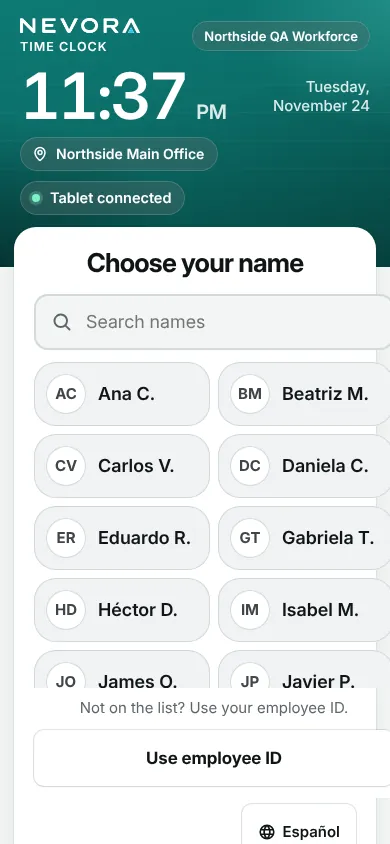 NEVORA
TIME CLOCK
Northside QA Workforce
11:37 PM
Tuesday,
November 24
Northside Main Office
Tablet connected
Choose your name
Search names
AC Ana C.
BM Beatriz M.
CV Carlos V.
DC Daniela C.
ER Eduardo R.
GT Gabriela T.
HD Héctor D.
IM Isabel M.
JO James O.
JP Javier P.
Not on the list? Use your employee ID.
Use employee ID
Español